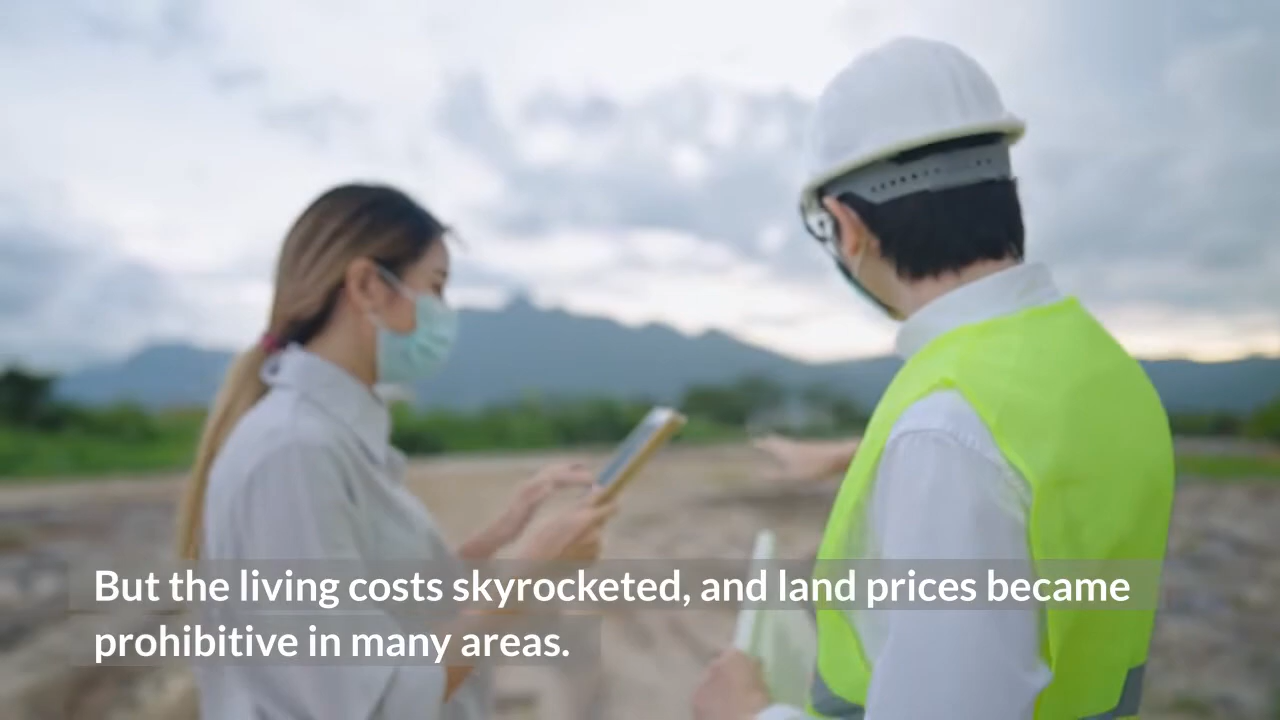 But the living costs skyrocketed, and land prices became
prohibitive in many areas.